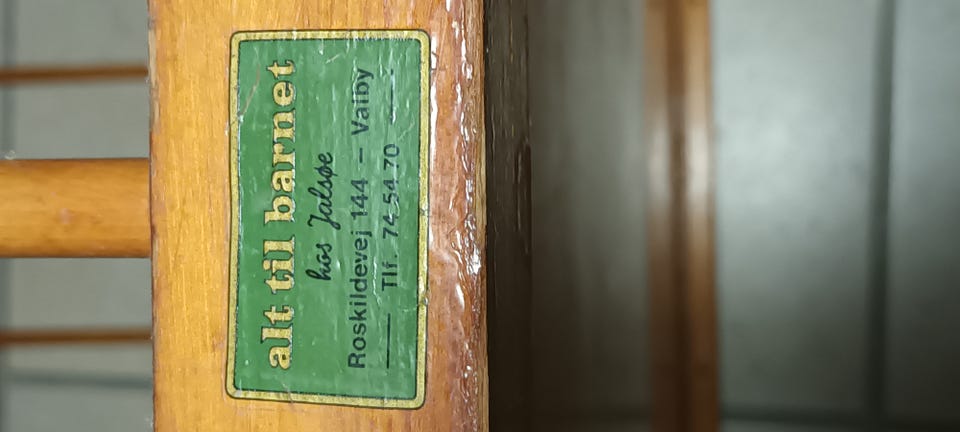 alt til barnet
hos Jalsøe
Roskildevej 144 - Valby
Tlf. 74 54 70